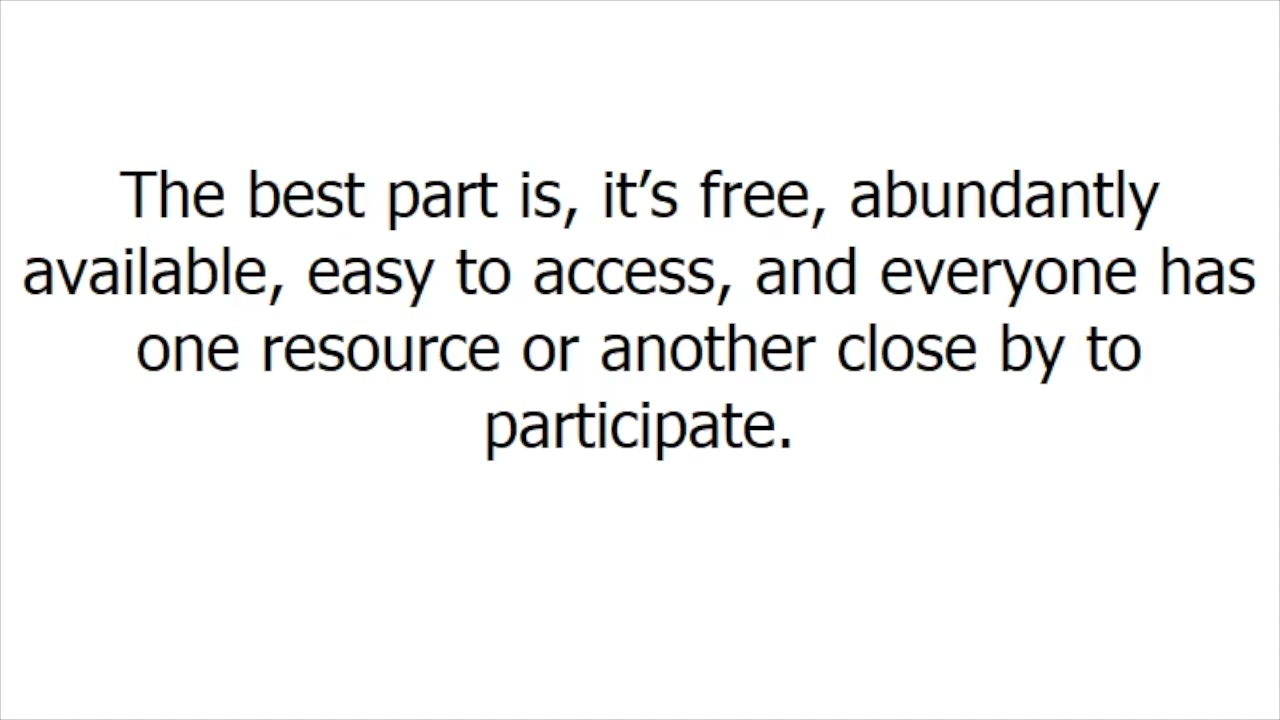 The best part is, it’s free, abundantly
available, easy to access, and everyone has
one resource or another close by to
participate.